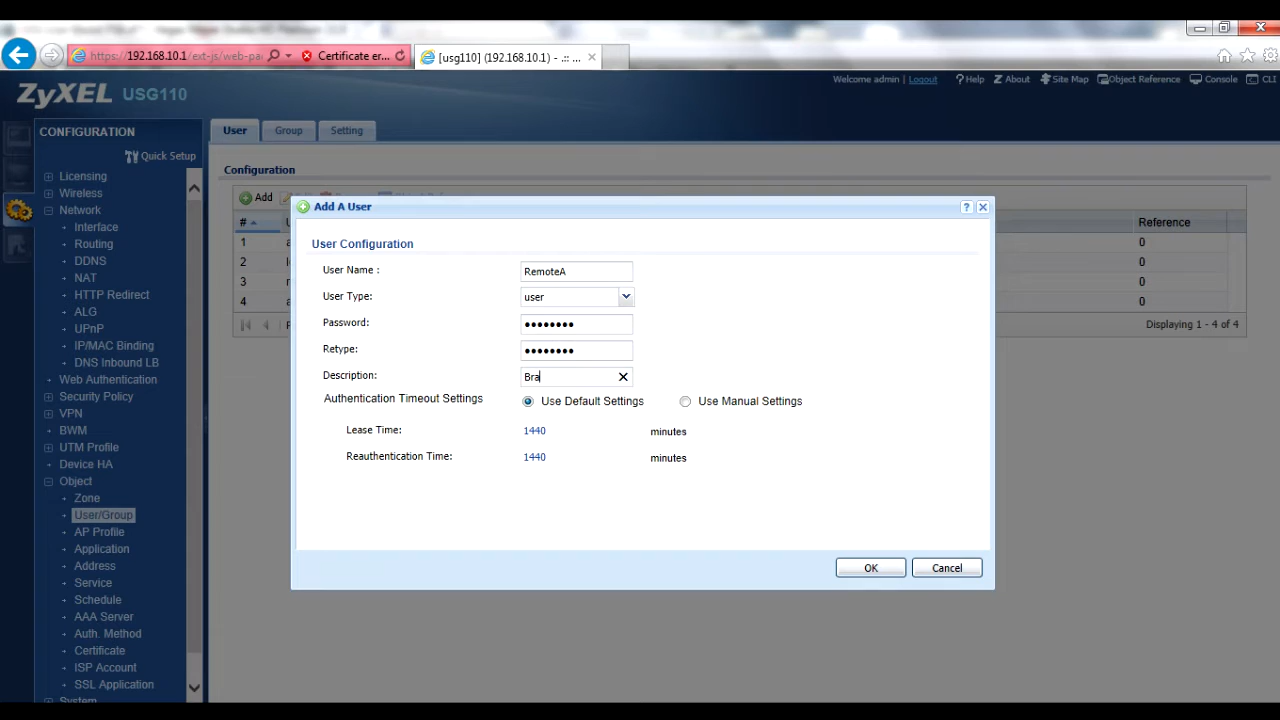 https://192.168.10.1/ext-js/web-pa
Certificate er...
[usg110] (192.168.10.1) - .::
ZyXEL USG110
Welcome admin | Logout
? Help
Z About
Site Map
Object Reference
Console
CLI
CONFIGURATION
Quick Setup
Licensing
Wireless
Network
Interface
Routing
DDNS
NAT
HTTP Redirect
ALG
UPnP
IP/MAC Binding
DNS Inbound LB
Web Authentication
Security Policy
VPN
BWM
UTM Profile
Device HA
Object
Zone
User/Group
AP Profile
Application
Address
Service
Schedule
AAA Server
Auth. Method
Certificate
ISP Account
SSL Application
System
User
Group
Setting
Configuration
Add
#
Reference
1
0
2
0
3
0
4
0
Displaying 1 - 4 of 4
Add A User
User Configuration
User Name : RemoteA
User Type: user
Password: ••••••••
Retype: ••••••••
Description: Bra
Authentication Timeout Settings Use Default Settings Use Manual Settings
Lease Time: 1440 minutes
Reauthentication Time: 1440 minutes
OK Cancel